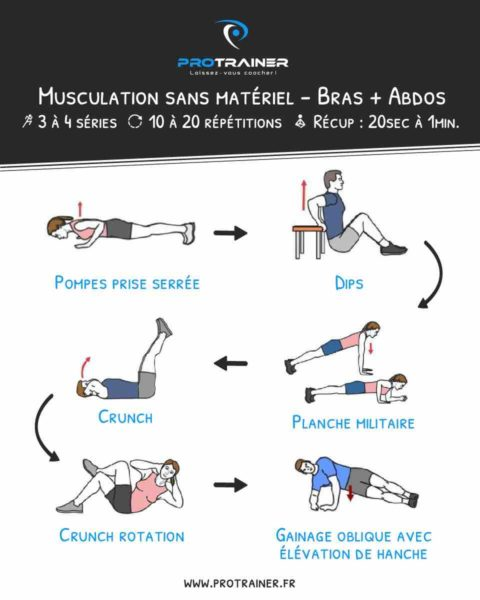 PROTRAINER
Laissez-vous coacher!
Musculation sans matériel – Bras + Abdos
3 à 4 séries 10 à 20 répétitions Récup : 20sec à 1min.
Pompes prise serrée
Dips
Crunch
Planche militaire
Crunch rotation
Gainage oblique avec
élévation de hanche
www.protrainer.fr